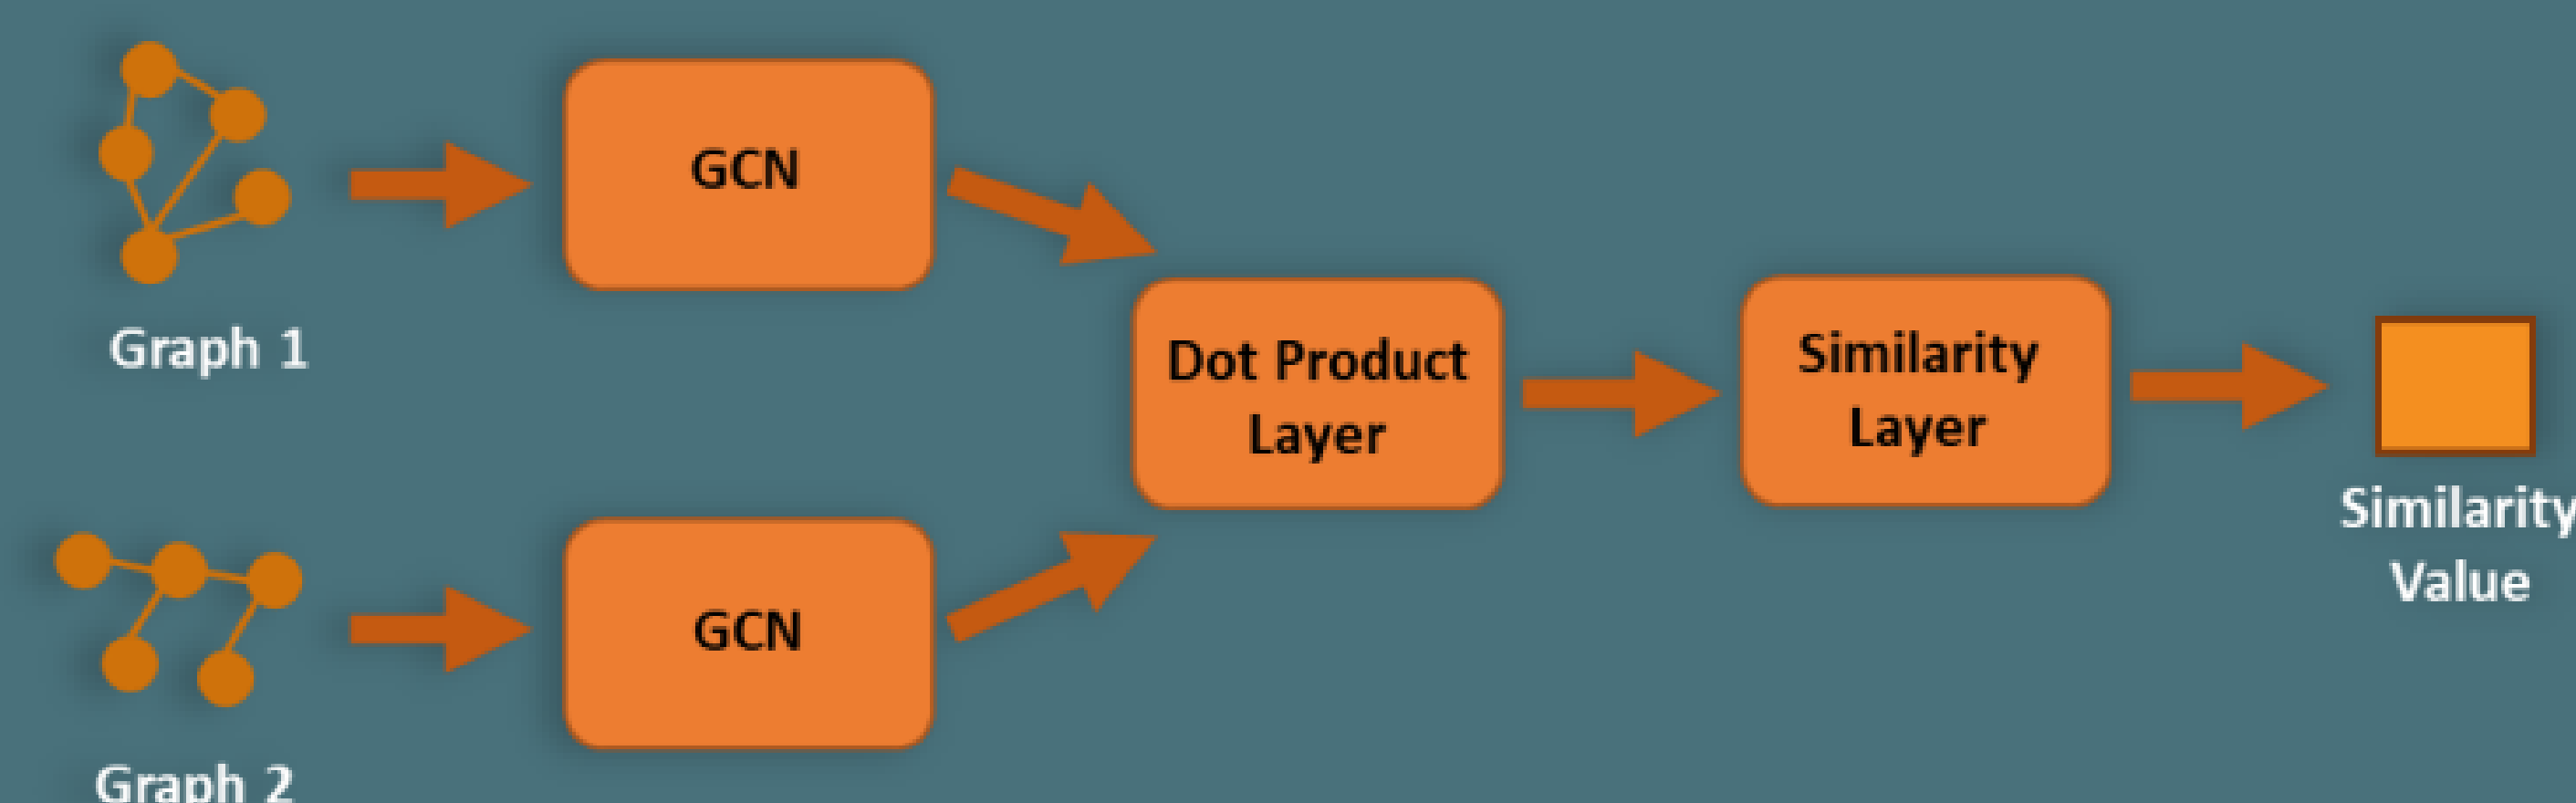 GCN
Graph 1
Dot Product
Layer
Similarity
Layer
Similarity
Value
GCN
Graph 2